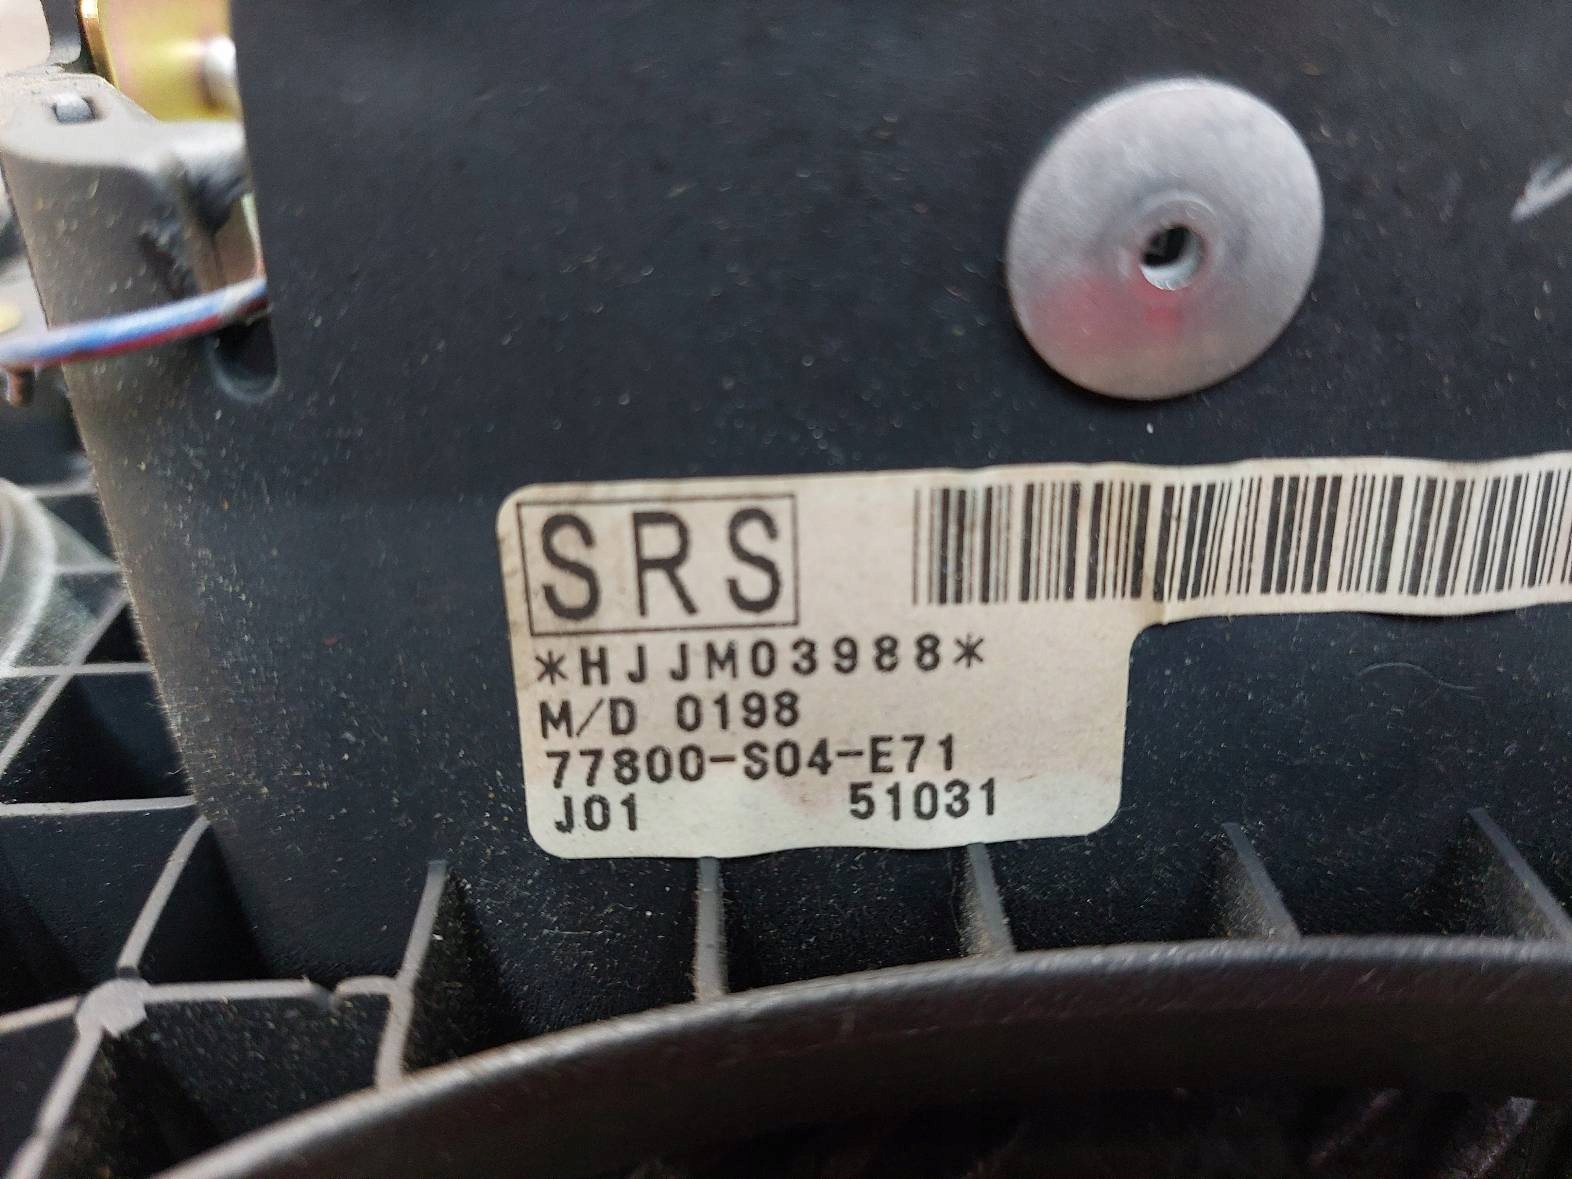 SRS
*HJJM03988*
M/D 0198
77800-S04-E71
J01 51031